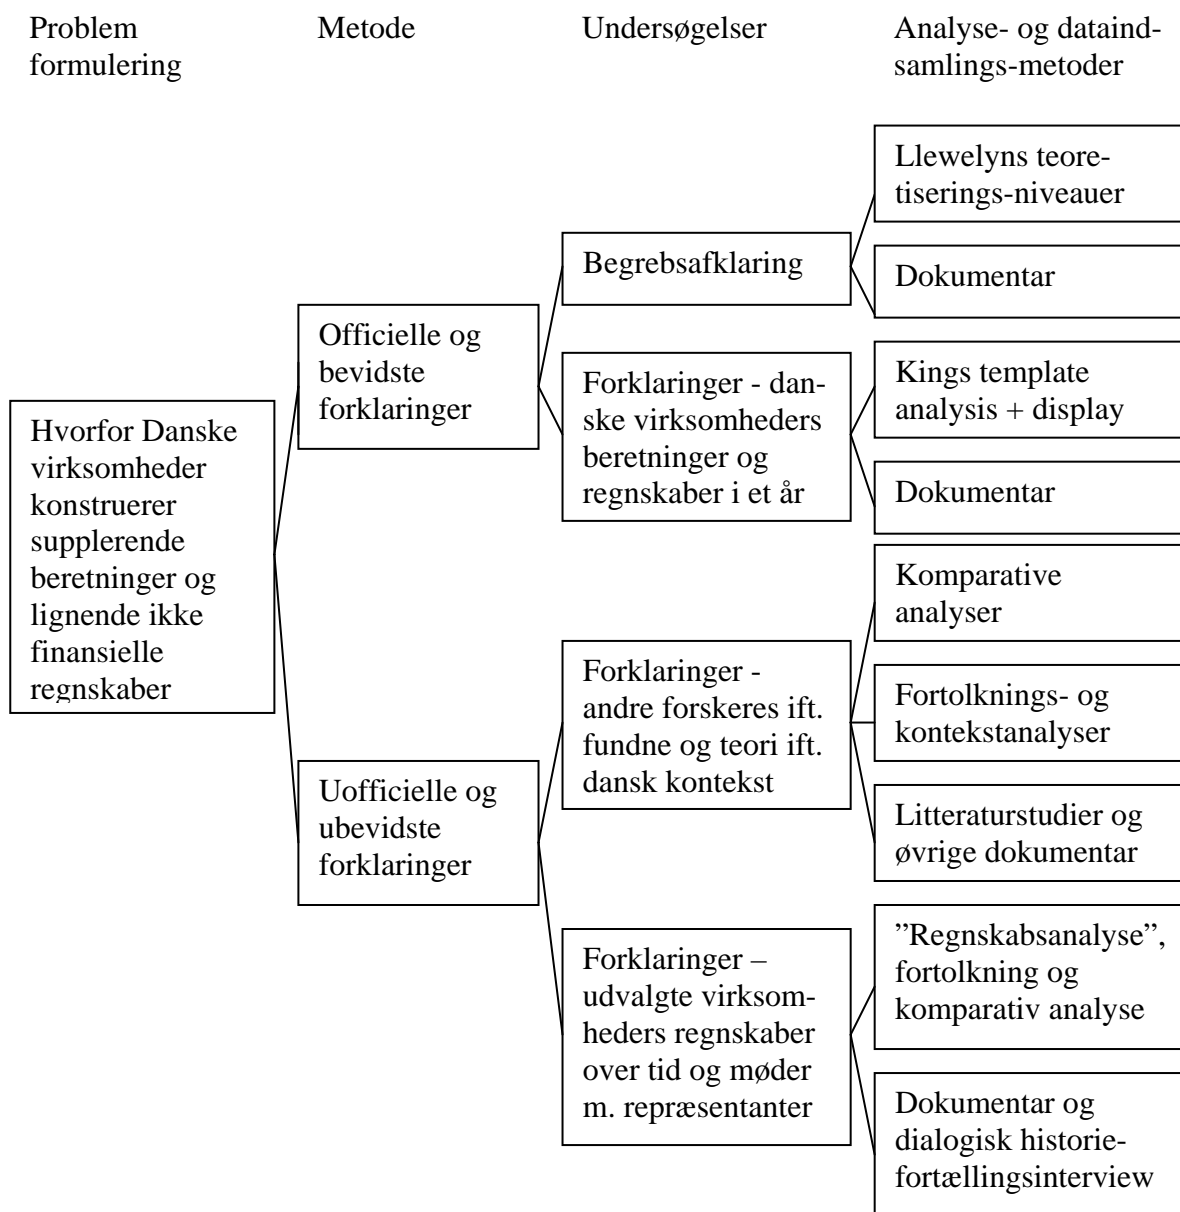 Problem
formulering
Metode
Undersøgelser
Analyse- og dataind-
samlings-metoder
Hvorfor Danske
virksomheder
konstruerer
supplerende
beretninger og
lignende ikke
finansielle
regnskaber
Officielle og
bevidste
forklaringer
Uofficielle og
ubevidste
forklaringer
Begrebsafklaring
Forklaringer - dan-
ske virksomheders
beretninger og
regnskaber i et år
Forklaringer -
andre forskeres ift.
fundne og teori ift.
dansk kontekst
Forklaringer –
udvalgte virksom-
heders regnskaber
over tid og møder
m. repræsentanter
Llewelyns teore-
tiserings-niveauer
Dokumentar
Kings template
analysis + display
Dokumentar
Komparative
analyser
Fortolknings- og
kontekstanalyser
Litteraturstudier og
øvrige dokumentar
”Regnskabsanalyse”,
fortolkning og
komparativ analyse
Dokumentar og
dialogisk historie-
fortællingsinterview